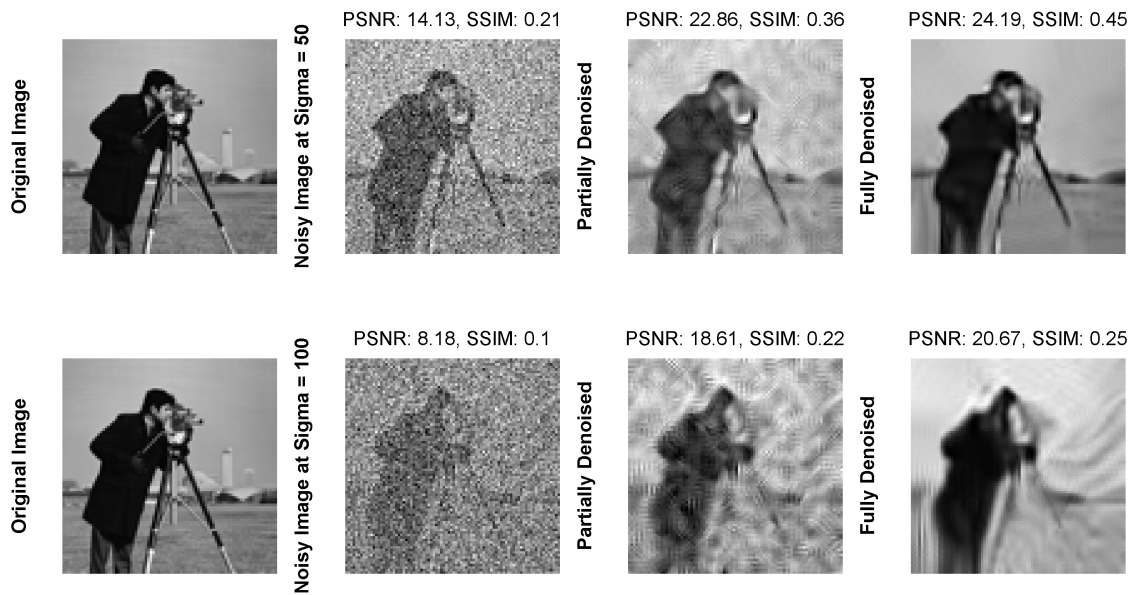 Original Image
Noisy Image at Sigma = 50
PSNR: 14.13, SSIM: 0.21
Partially Denoised
PSNR: 22.86, SSIM: 0.36
Fully Denoised
PSNR: 24.19, SSIM: 0.45
Original Image
Noisy Image at Sigma = 100
PSNR: 8.18, SSIM: 0.1
Partially Denoised
PSNR: 18.61, SSIM: 0.22
Fully Denoised
PSNR: 20.67, SSIM: 0.25